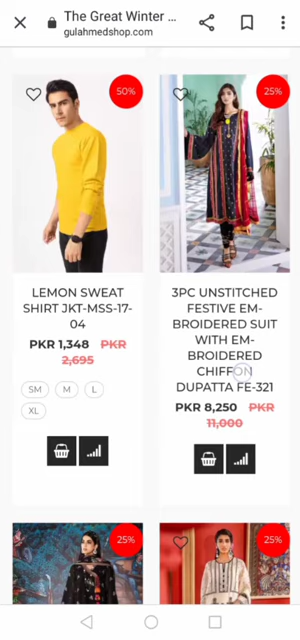 The Great Winter ...
gulahmedshop.com
50%
25%
LEMON SWEAT
SHIRT JKT-MSS-17-
04
PKR 1,348 PKR
2,695
SM M L
XL
3PC UNSTITCHED
FESTIVE EM-
BROIDERED SUIT
WITH EM-
BROIDERED
CHIFFON
DUPATTA FE-321
PKR 8,250 PKR
11,000
25%
25%